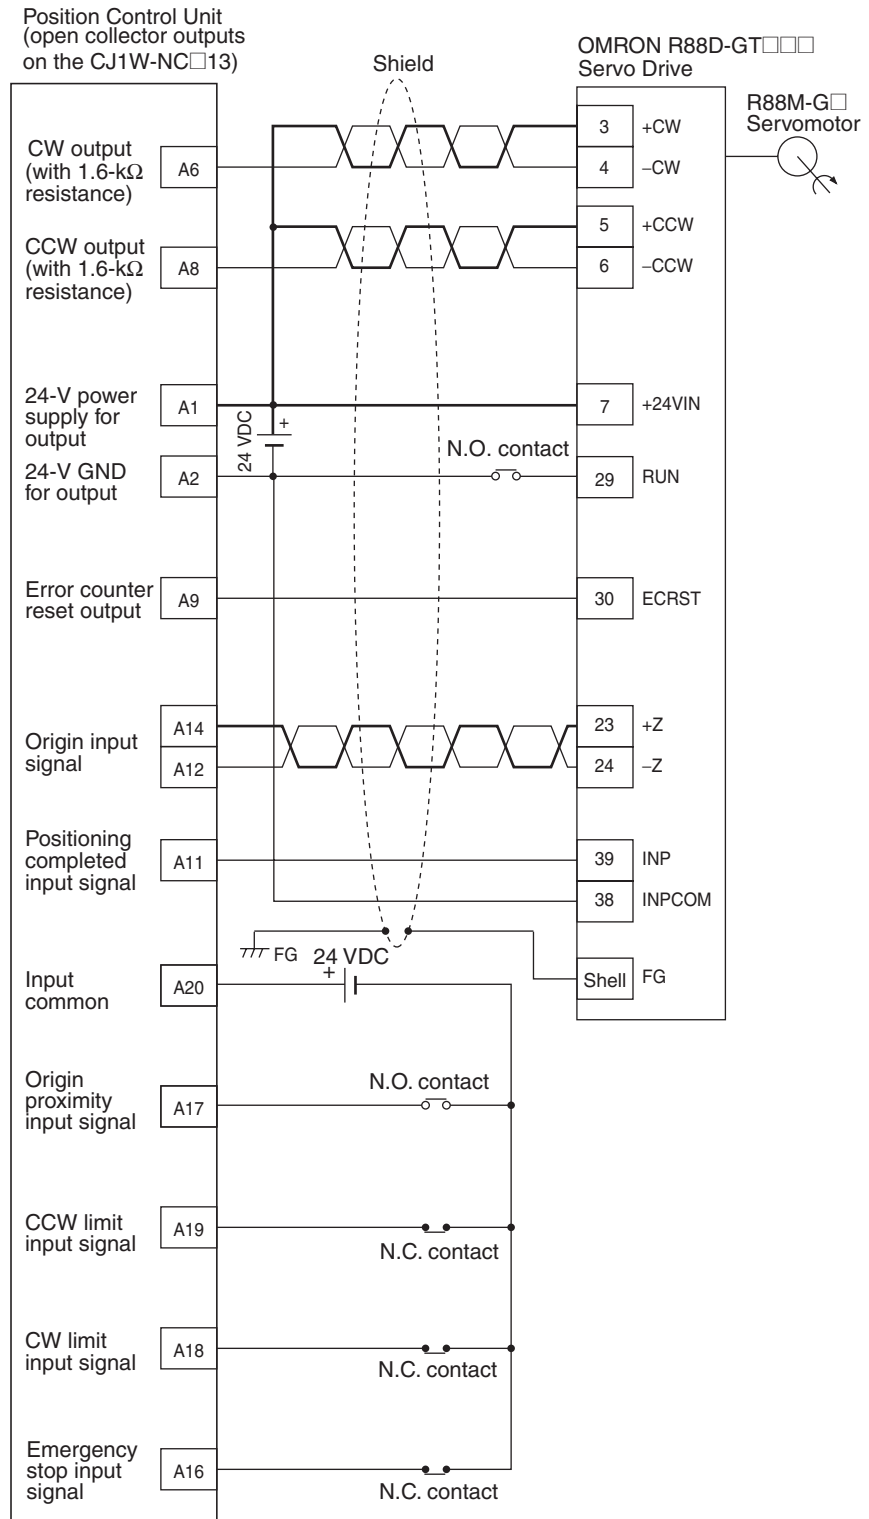 Position Control Unit
(open collector outputs
on the CJ1W-NC□13)
Shield
OMRON R88D-GT□□□
Servo Drive
R88M-G□
Servomotor
CW output
(with 1.6-kΩ
resistance)
A6
3
+CW
4
−CW
CCW output
(with 1.6-kΩ
resistance)
A8
5
+CCW
6
−CCW
24-V power
supply for
output
A1
7
+24VIN
24 VDC
+
24-V GND
for output
A2
N.O. contact
29
RUN
Error counter
reset output
A9
30
ECRST
Origin input
signal
A14
A12
23
+Z
24
−Z
Positioning
completed
input signal
A11
39
INP
38
INPCOM
FG
24 VDC
+
Shell
FG
Input
common
A20
Origin
proximity
input signal
A17
N.O. contact
CCW limit
input signal
A19
N.C. contact
CW limit
input signal
A18
N.C. contact
Emergency
stop input
signal
A16
N.C. contact